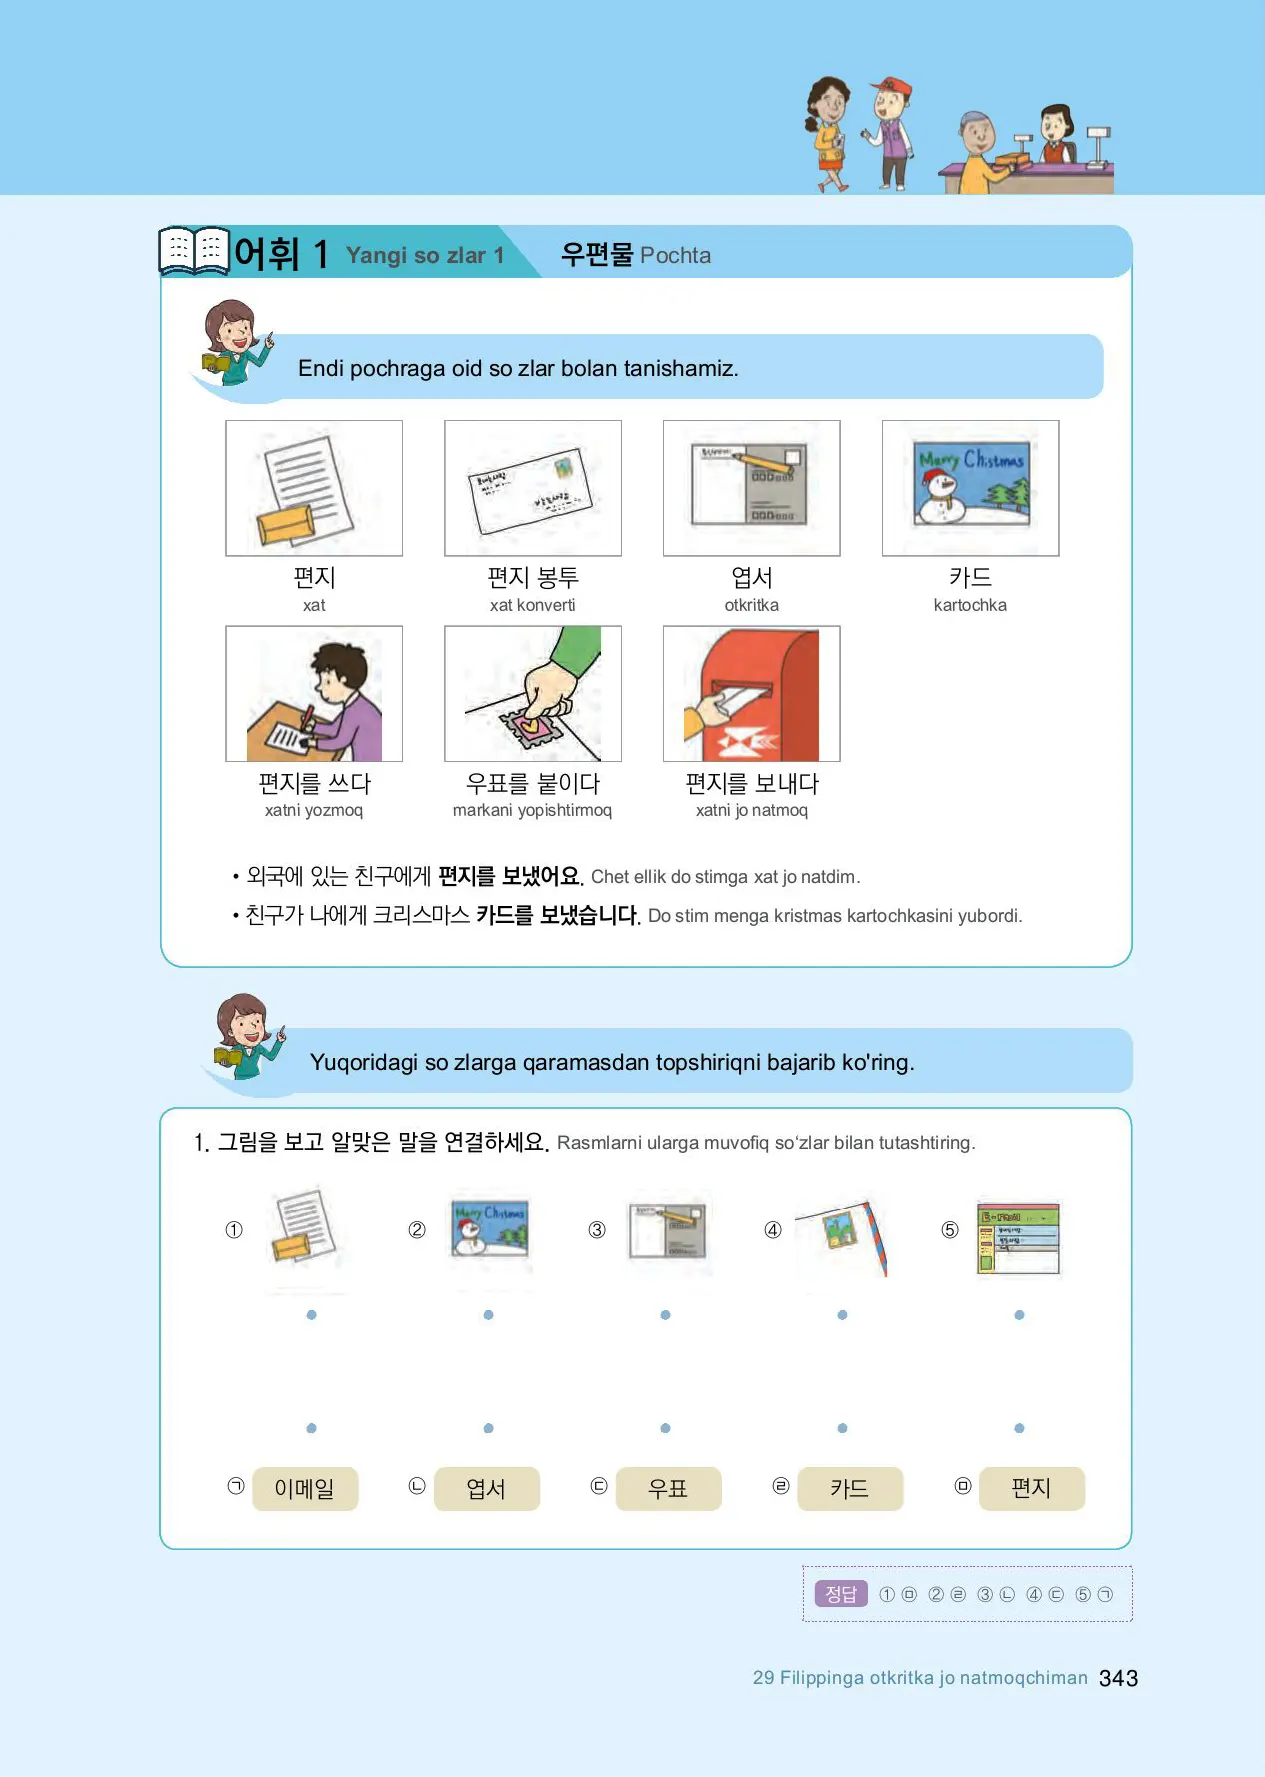 어휘 1 Yangi so zlar 1 우편물 Pochta
Endi pochraga oid so zlar bolan tanishamiz.
Merry Christmas
편지 편지 봉투 엽서 카드
xat xat konverti otkritka kartochka
편지를 쓰다 우표를 붙이다 편지를 보내다
xatni yozmoq markani yopishtirmoq xatni jo natmoq
• 외국에 있는 친구에게 편지를 보냈어요. Chet ellik do stimga xat jo natdim.
• 친구가 나에게 크리스마스 카드를 보냈습니다. Do stim menga kristmas kartochkasini yubordi.
Yuqoridagi so zlarga qaramasdan topshiriqni bajarib ko'ring.
1. 그림을 보고 알맞은 말을 연결하세요. Rasmlarni ularga muvofiq so‘zlar bilan tutashtiring.
① ② ③ ④ ⑤
Merry Christmas
E-mail
㉠ 이메일 ㉡ 엽서 ㉢ 우표 ㉣ 카드 ㉤ 편지
정답 ① ㉤ ② ㉣ ③ ㉡ ④ ㉢ ⑤ ㉠
29 Filippinga otkritka jo natmoqchiman 343